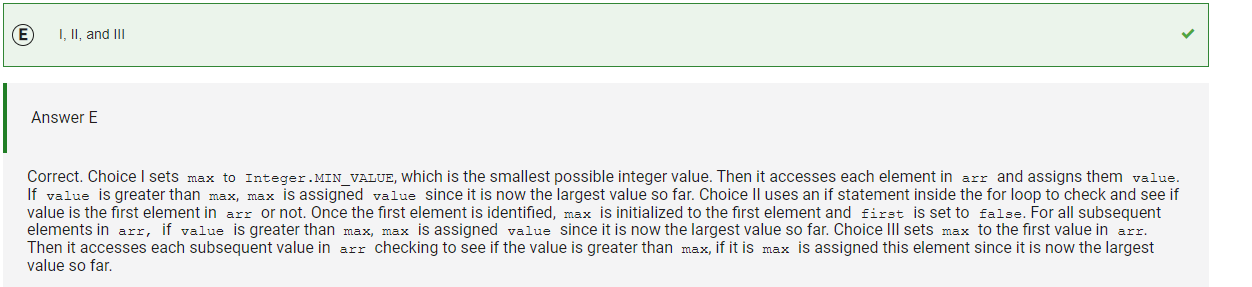 E I, II, and III
Answer E
Correct. Choice I sets max to Integer.MIN_VALUE, which is the smallest possible integer value. Then it accesses each element in arr and assigns them value.
If value is greater than max, max is assigned value since it is now the largest value so far. Choice II uses an if statement inside the for loop to check and see if
value is the first element in arr or not. Once the first element is identified, max is initialized to the first element and first is set to false. For all subsequent
elements in arr, if value is greater than max, max is assigned value since it is now the largest value so far. Choice III sets max to the first value in arr.
Then it accesses each subsequent value in arr checking to see if the value is greater than max, if it is max is assigned this element since it is now the largest
value so far.